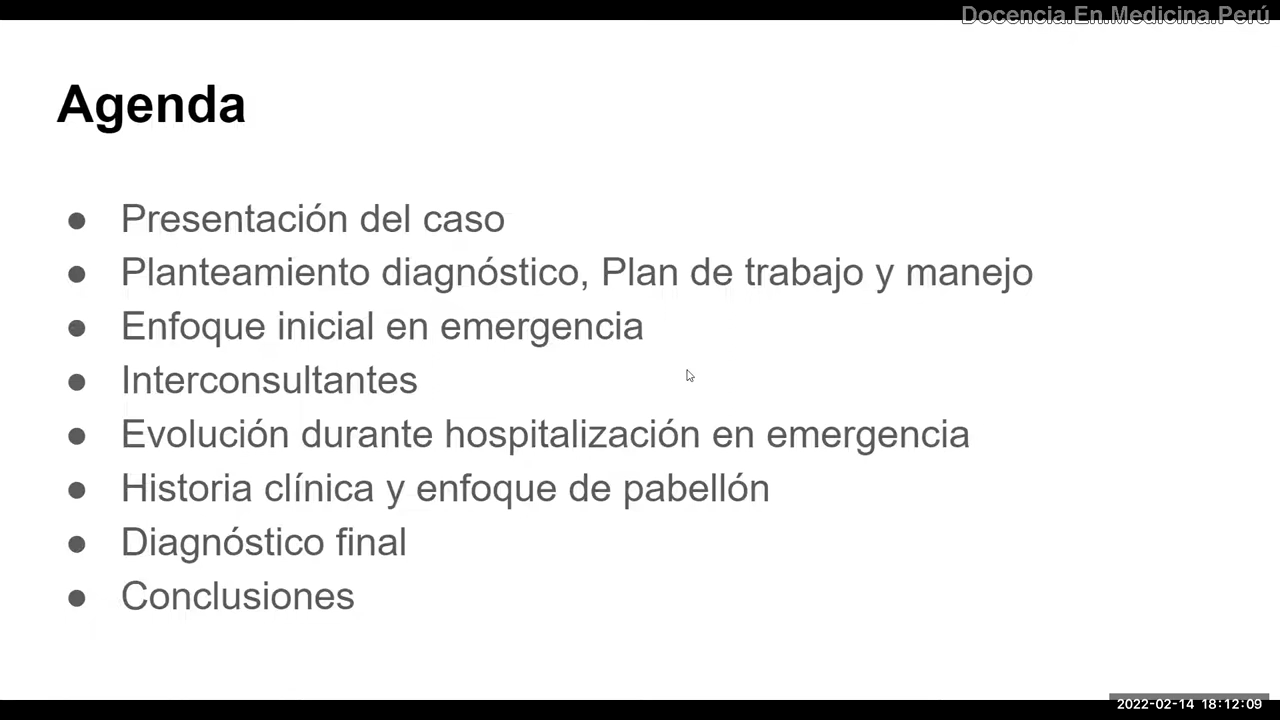 Docencia.En.Medicina.Perú
Agenda
● Presentación del caso
● Planteamiento diagnóstico, Plan de trabajo y manejo
● Enfoque inicial en emergencia
● Interconsultantes
● Evolución durante hospitalización en emergencia
● Historia clínica y enfoque de pabellón
● Diagnóstico final
● Conclusiones
2022-02-14 18:12:09